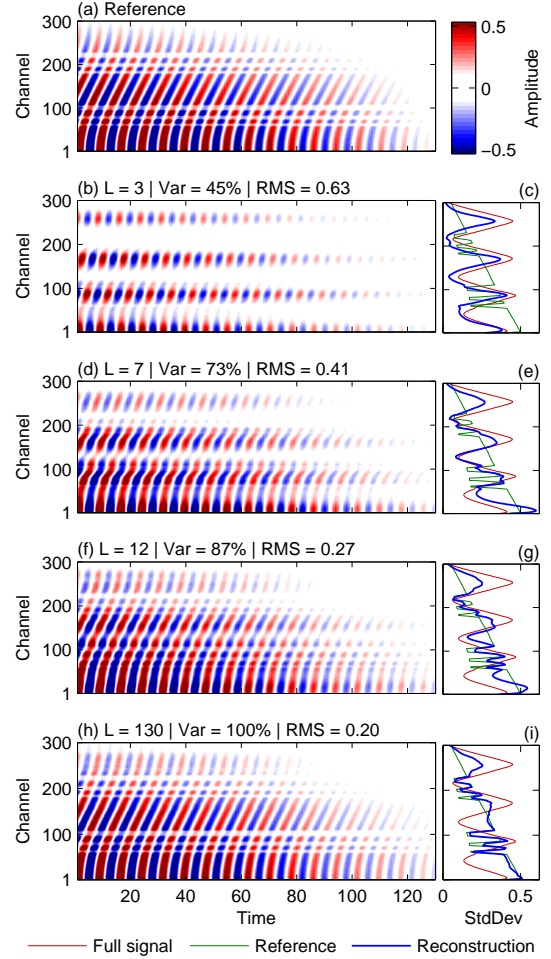 (a) Reference
Channel
300
200
100
1
0.5
0
−0.5
Amplitude
(b) L = 3 | Var = 45% | RMS = 0.63
(c)
Channel
300
200
100
1
(d) L = 7 | Var = 73% | RMS = 0.41
(e)
Channel
300
200
100
1
(f) L = 12 | Var = 87% | RMS = 0.27
(g)
Channel
300
200
100
1
(h) L = 130 | Var = 100% | RMS = 0.20
(i)
Channel
300
200
100
1
20 40 60 80 100 120
0 0.5
Time
StdDev
Full signal Reference Reconstruction